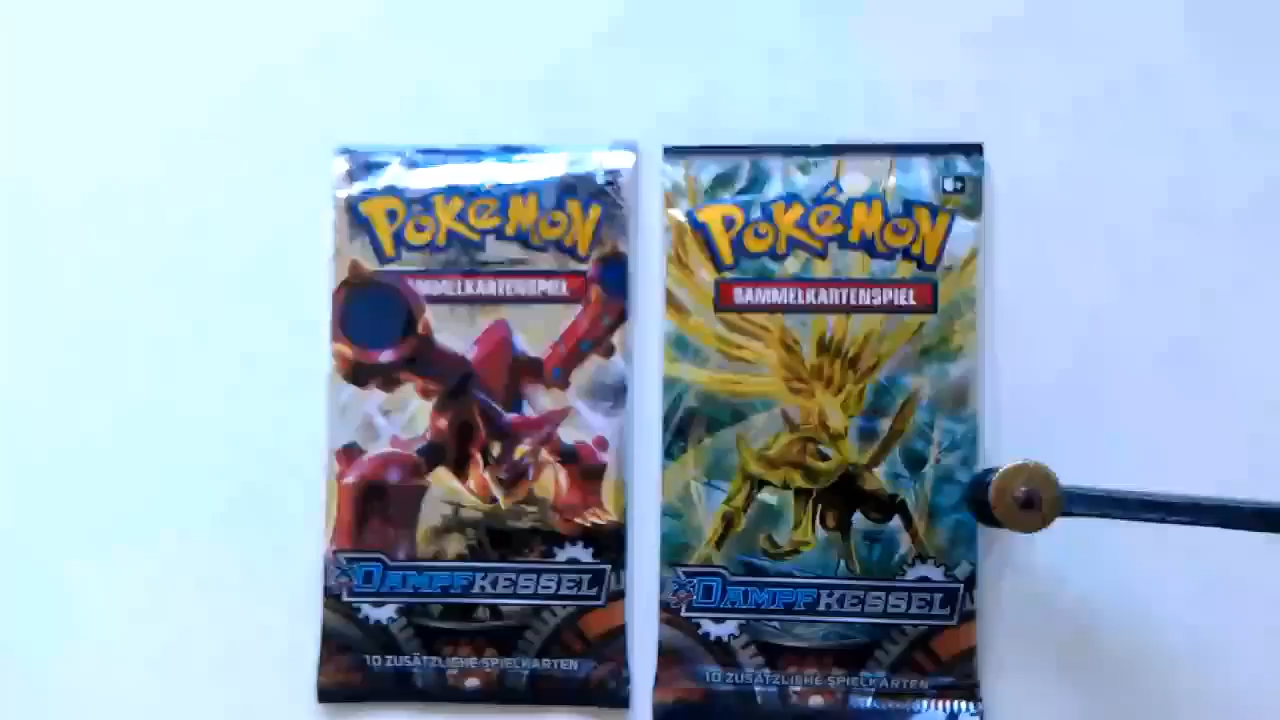 POKéMON
SAMMELKARTENSPIEL
DAMPFKESSEL
10 ZUSÄTZLICHE SPIELKARTEN
POKéMON
SAMMELKARTENSPIEL
DAMPFKESSEL
10 ZUSÄTZLICHE SPIELKARTEN